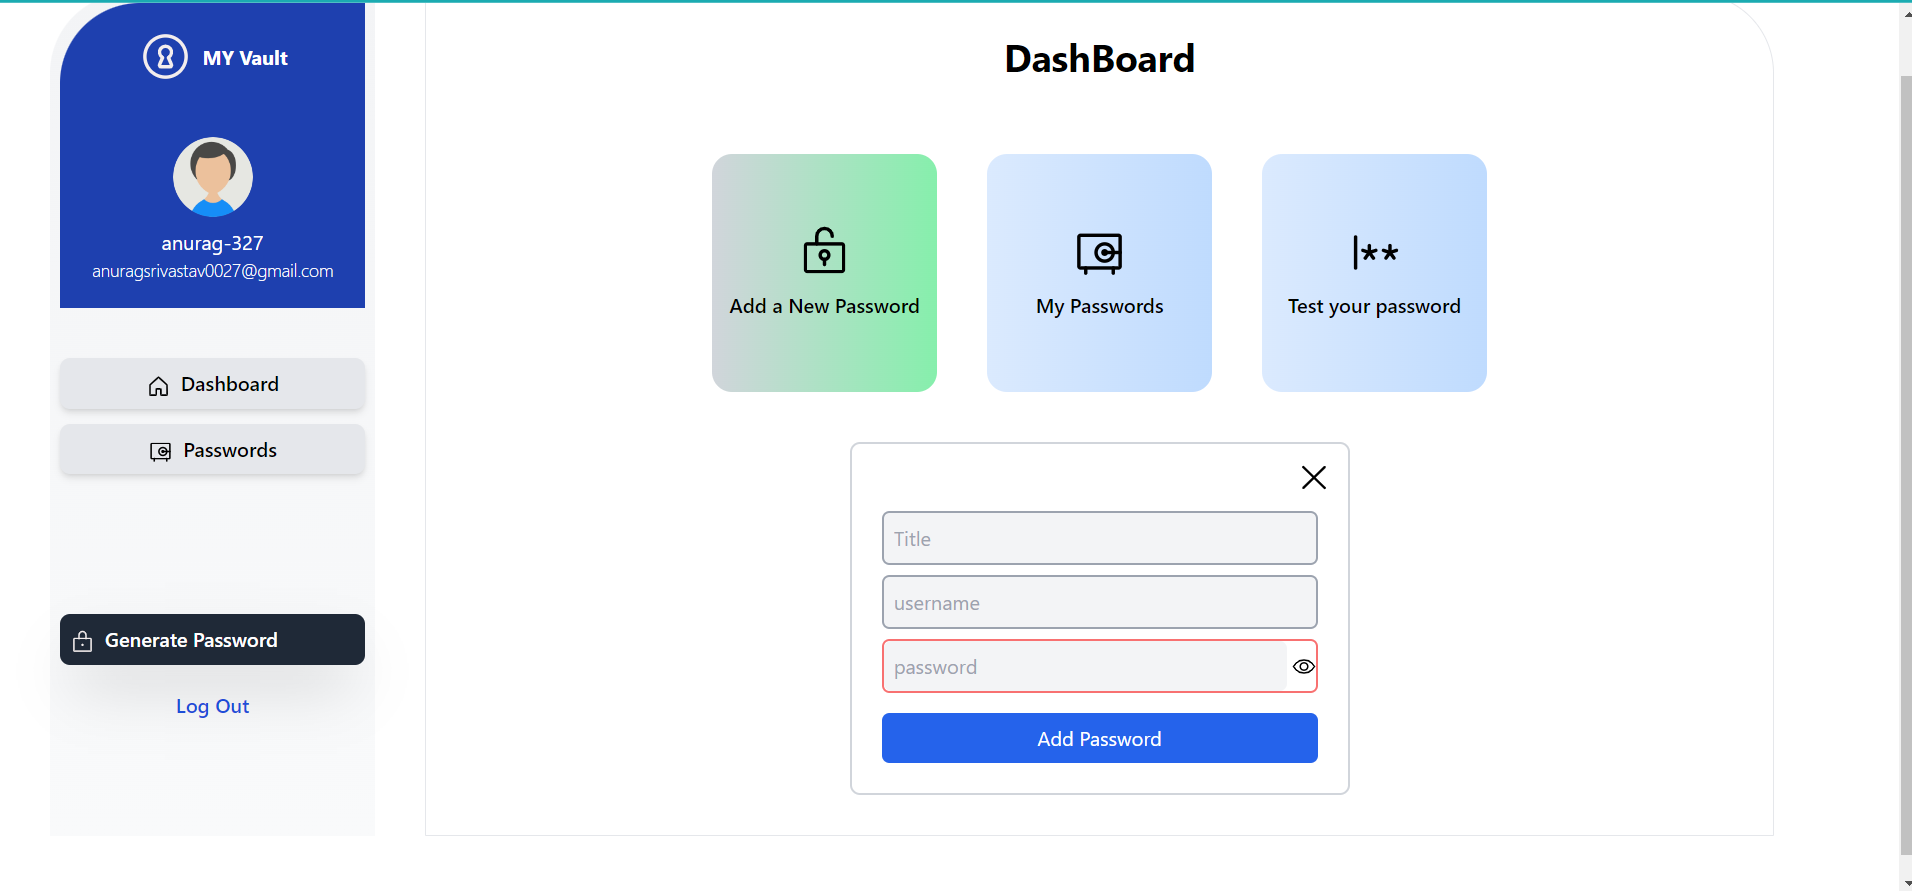 MY Vault
anurag-327
anuragsrivastav0027@gmail.com
Dashboard
Passwords
Generate Password
Log Out
DashBoard
Add a New Password
My Passwords
|**
Test your password
Title
username
password
Add Password